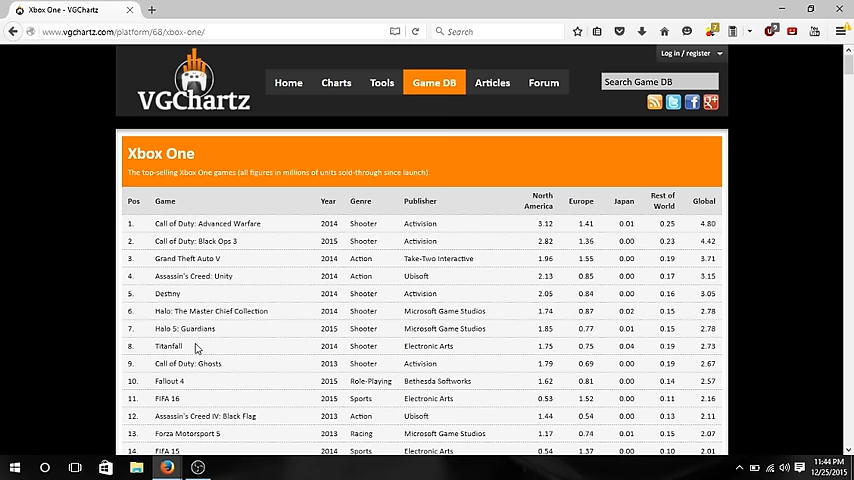 Xbox One - VGChartz
www.vgchartz.com/platform/68/xbox-one/
Search
7
9
You
Log in / register
VGCHARTZ
Home Charts Tools Game DB Articles Forum
Search Game DB
Xbox One
The top-selling Xbox One games (all figures in millions of units sold-through since launch).
Pos Game Year Genre Publisher North America Europe Japan Rest of World Global
1. Call of Duty: Advanced Warfare 2014 Shooter Activision 3.12 1.41 0.01 0.25 4.80
2. Call of Duty: Black Ops 3 2015 Shooter Activision 2.82 1.36 0.00 0.23 4.42
3. Grand Theft Auto V 2014 Action Take-Two Interactive 1.96 1.55 0.00 0.19 3.71
4. Assassin's Creed: Unity 2014 Action Ubisoft 2.13 0.85 0.00 0.17 3.15
5. Destiny 2014 Shooter Activision 2.05 0.84 0.00 0.16 3.05
6. Halo: The Master Chief Collection 2014 Shooter Microsoft Game Studios 1.74 0.87 0.02 0.15 2.78
7. Halo 5: Guardians 2015 Shooter Microsoft Game Studios 1.85 0.77 0.01 0.15 2.78
8. Titanfall 2014 Shooter Electronic Arts 1.75 0.75 0.04 0.19 2.73
9. Call of Duty: Ghosts 2013 Shooter Activision 1.79 0.69 0.00 0.19 2.67
10. Fallout 4 2015 Role-Playing Bethesda Softworks 1.62 0.81 0.00 0.14 2.57
11. FIFA 16 2015 Sports Electronic Arts 0.53 1.52 0.00 0.11 2.16
12. Assassin's Creed IV: Black Flag 2013 Action Ubisoft 1.44 0.54 0.00 0.13 2.11
13. Forza Motorsport 5 2013 Racing Microsoft Game Studios 1.17 0.74 0.01 0.15 2.07
14. FIFA 15 2014 Sports Electronic Arts 0.54 1.37 0.00 0.10 2.01
11:44 PM
12/25/2015